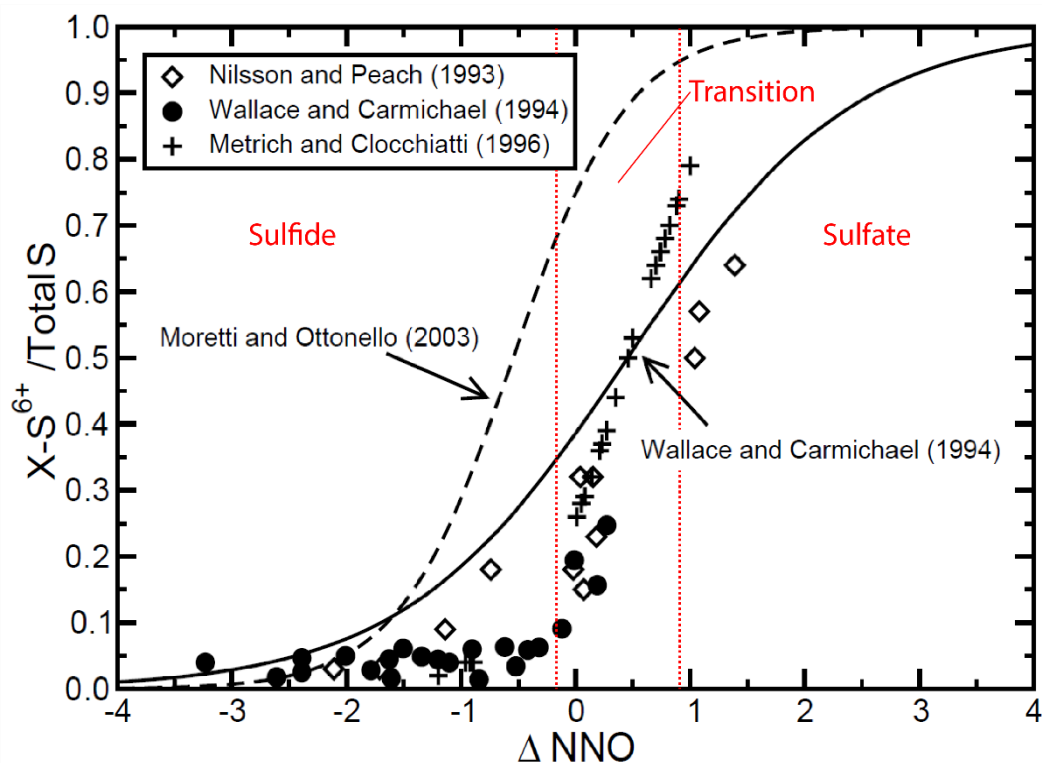 1.0
0.9
0.8
0.7
0.6
0.5
0.4
0.3
0.2
0.1
0.0
X-S6+ /Total S
Nilsson and Peach (1993)
Wallace and Carmichael (1994)
Metrich and Clocchiatti (1996)
Transition
Sulfide
Sulfate
Moretti and Ottonello (2003)
Wallace and Carmichael (1994)
-4 -3 -2 -1 0 1 2 3 4
Δ NNO